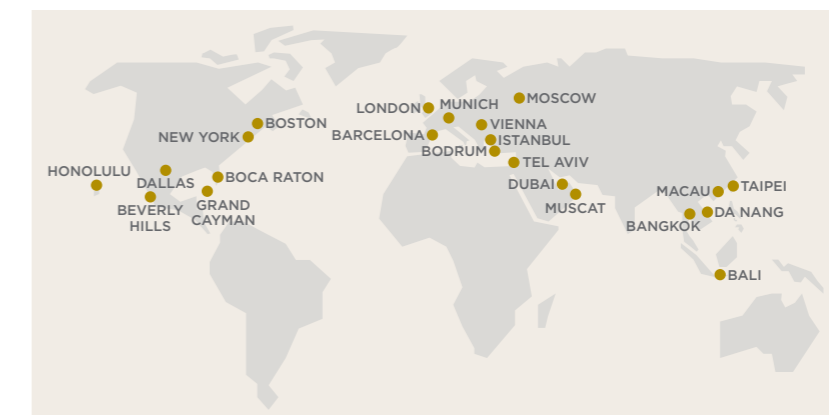 MOSCOW
LONDON
MUNICH
BOSTON
VIENNA
NEW YORK
BARCELONA
ISTANBUL
BODRUM
TEL AVIV
HONOLULU
DALLAS
BOCA RATON
DUBAI
MACAU
TAIPEI
BEVERLY
HILLS
GRAND
CAYMAN
MUSCAT
DA NANG
BANGKOK
BALI